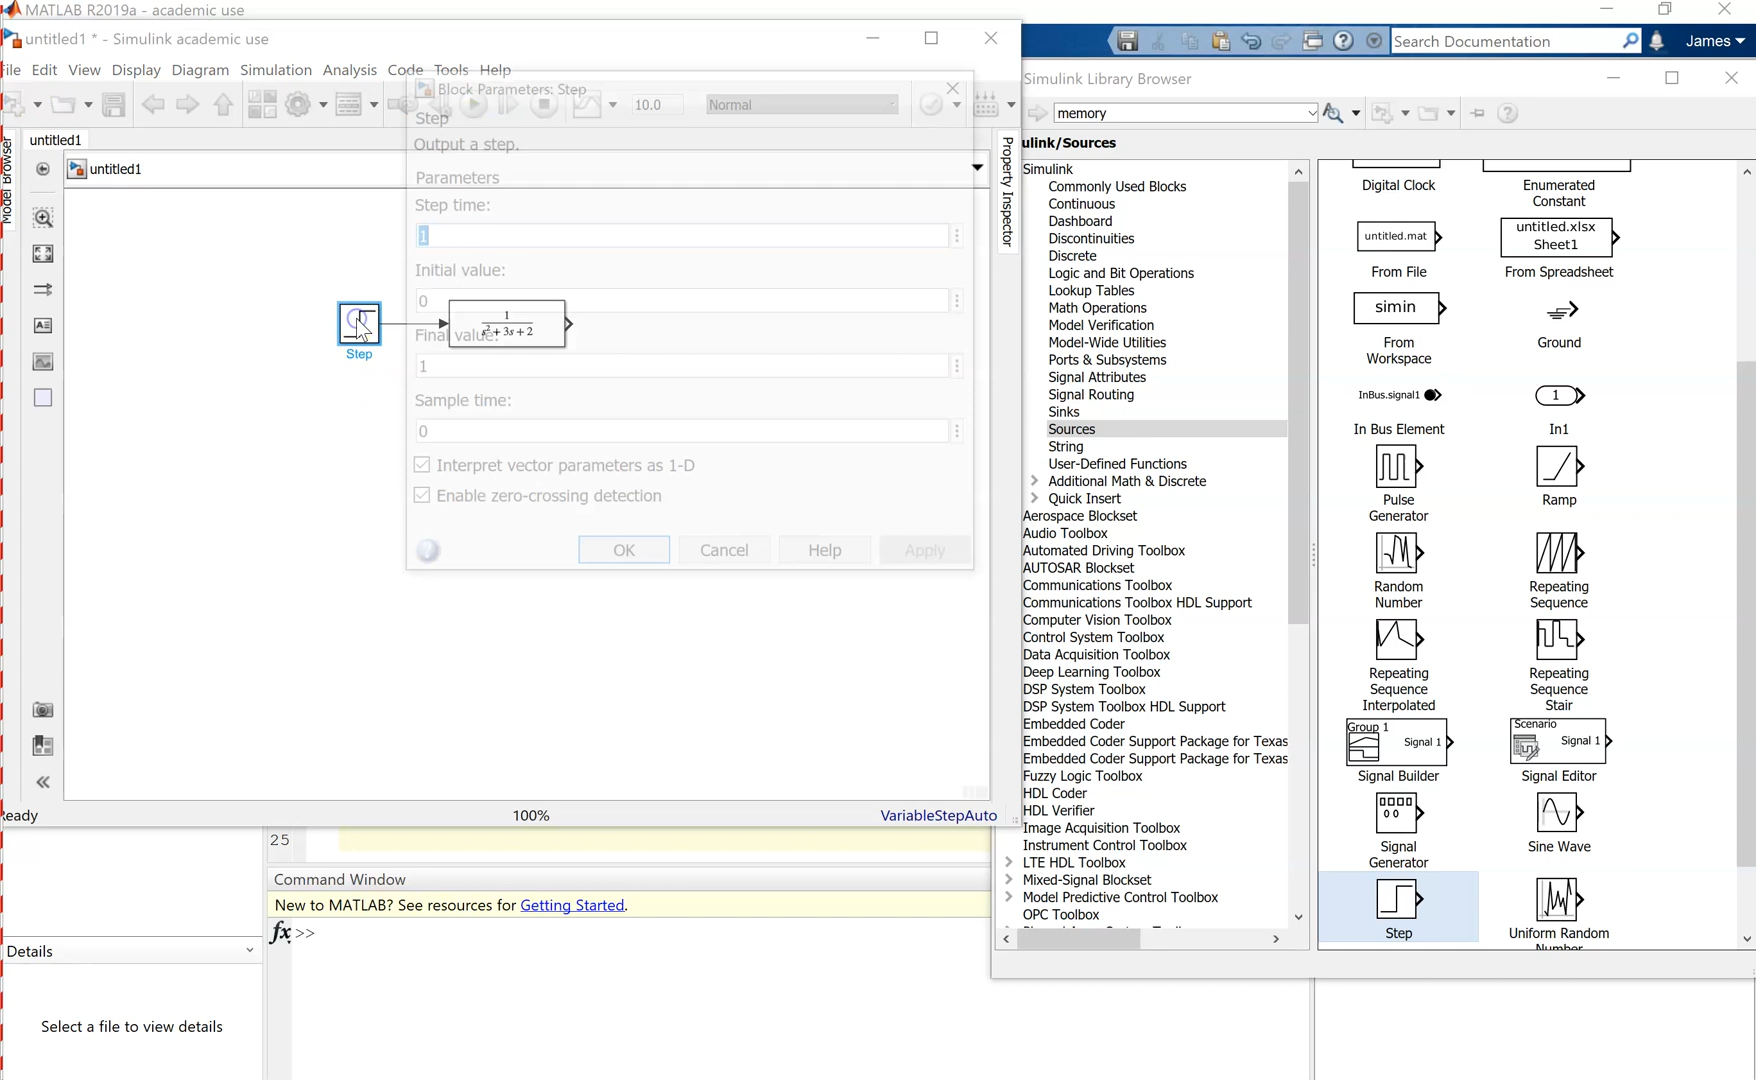 MATLAB R2019a - academic use
untitled1 * - Simulink academic use
ile Edit View Display Diagram Simulation Analysis Code Tools Help
10.0 Normal
untitled1
untitled1
Model Browser
Property Inspector
Block Parameters: Step
Step
Output a step.
Parameters
Step time:
1
Initial value:
0
Final value:
1
Sample time:
0
Interpret vector parameters as 1-D
Enable zero-crossing detection
OK Cancel Help Apply
1
s²+3s+2
Step
eady 100% VariableStepAuto
25
Command Window
New to MATLAB? See resources for Getting Started.
fx >>
Details
Select a file to view details
Search Documentation James
Simulink Library Browser
memory
ulink/Sources
Simulink
Commonly Used Blocks
Continuous
Dashboard
Discontinuities
Discrete
Logic and Bit Operations
Lookup Tables
Math Operations
Model Verification
Model-Wide Utilities
Ports & Subsystems
Signal Attributes
Signal Routing
Sinks
Sources
String
User-Defined Functions
Additional Math & Discrete
Quick Insert
Aerospace Blockset
Audio Toolbox
Automated Driving Toolbox
AUTOSAR Blockset
Communications Toolbox
Communications Toolbox HDL Support
Computer Vision Toolbox
Control System Toolbox
Data Acquisition Toolbox
Deep Learning Toolbox
DSP System Toolbox
DSP System Toolbox HDL Support
Embedded Coder
Embedded Coder Support Package for Texas
Embedded Coder Support Package for Texas
Fuzzy Logic Toolbox
HDL Coder
HDL Verifier
Image Acquisition Toolbox
Instrument Control Toolbox
LTE HDL Toolbox
Mixed-Signal Blockset
Model Predictive Control Toolbox
OPC Toolbox
Digital Clock
Enumerated
Constant
untitled.mat
From File
untitled.xlsx
Sheet1
From Spreadsheet
simin
From
Workspace
Ground
InBus.signal1
In Bus Element
1
In1
Pulse
Generator
Ramp
Random
Number
Repeating
Sequence
Repeating
Sequence
Interpolated
Repeating
Sequence
Stair
Group 1
Signal 1
Signal Builder
Scenario
Signal 1
Signal Editor
Signal
Generator
Sine Wave
Step
Uniform Random
Number